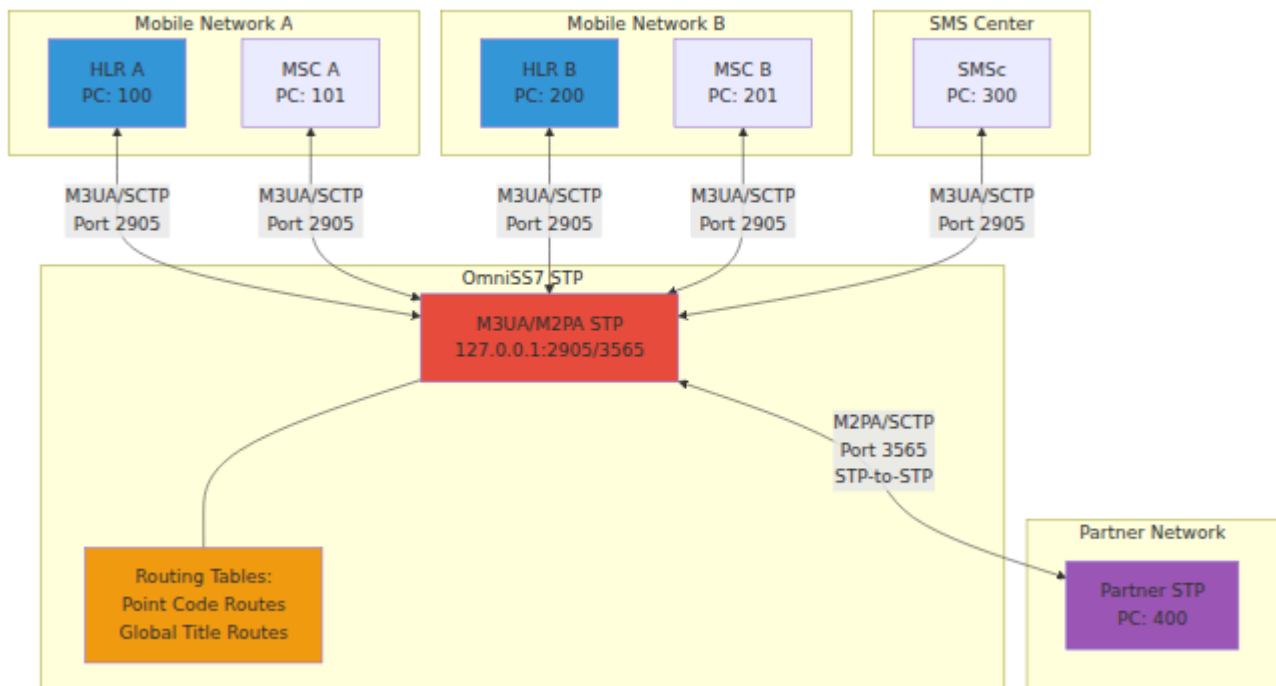 Mobile Network A
HLR A
PC: 100
MSC A
PC: 101
Mobile Network B
HLR B
PC: 200
MSC B
PC: 201
SMS Center
SMSc
PC: 300
M3UA/SCTP
Port 2905
M3UA/SCTP
Port 2905
M3UA/SCTP
Port 2905
M3UA/SCTP
Port 2905
M3UA/SCTP
Port 2905
OmniSS7 STP
M3UA/M2PA STP
127.0.0.1:2905/3565
M2PA/SCTP
Port 3565
STP-to-STP
Routing Tables:
Point Code Routes
Global Title Routes
Partner Network
Partner STP
PC: 400